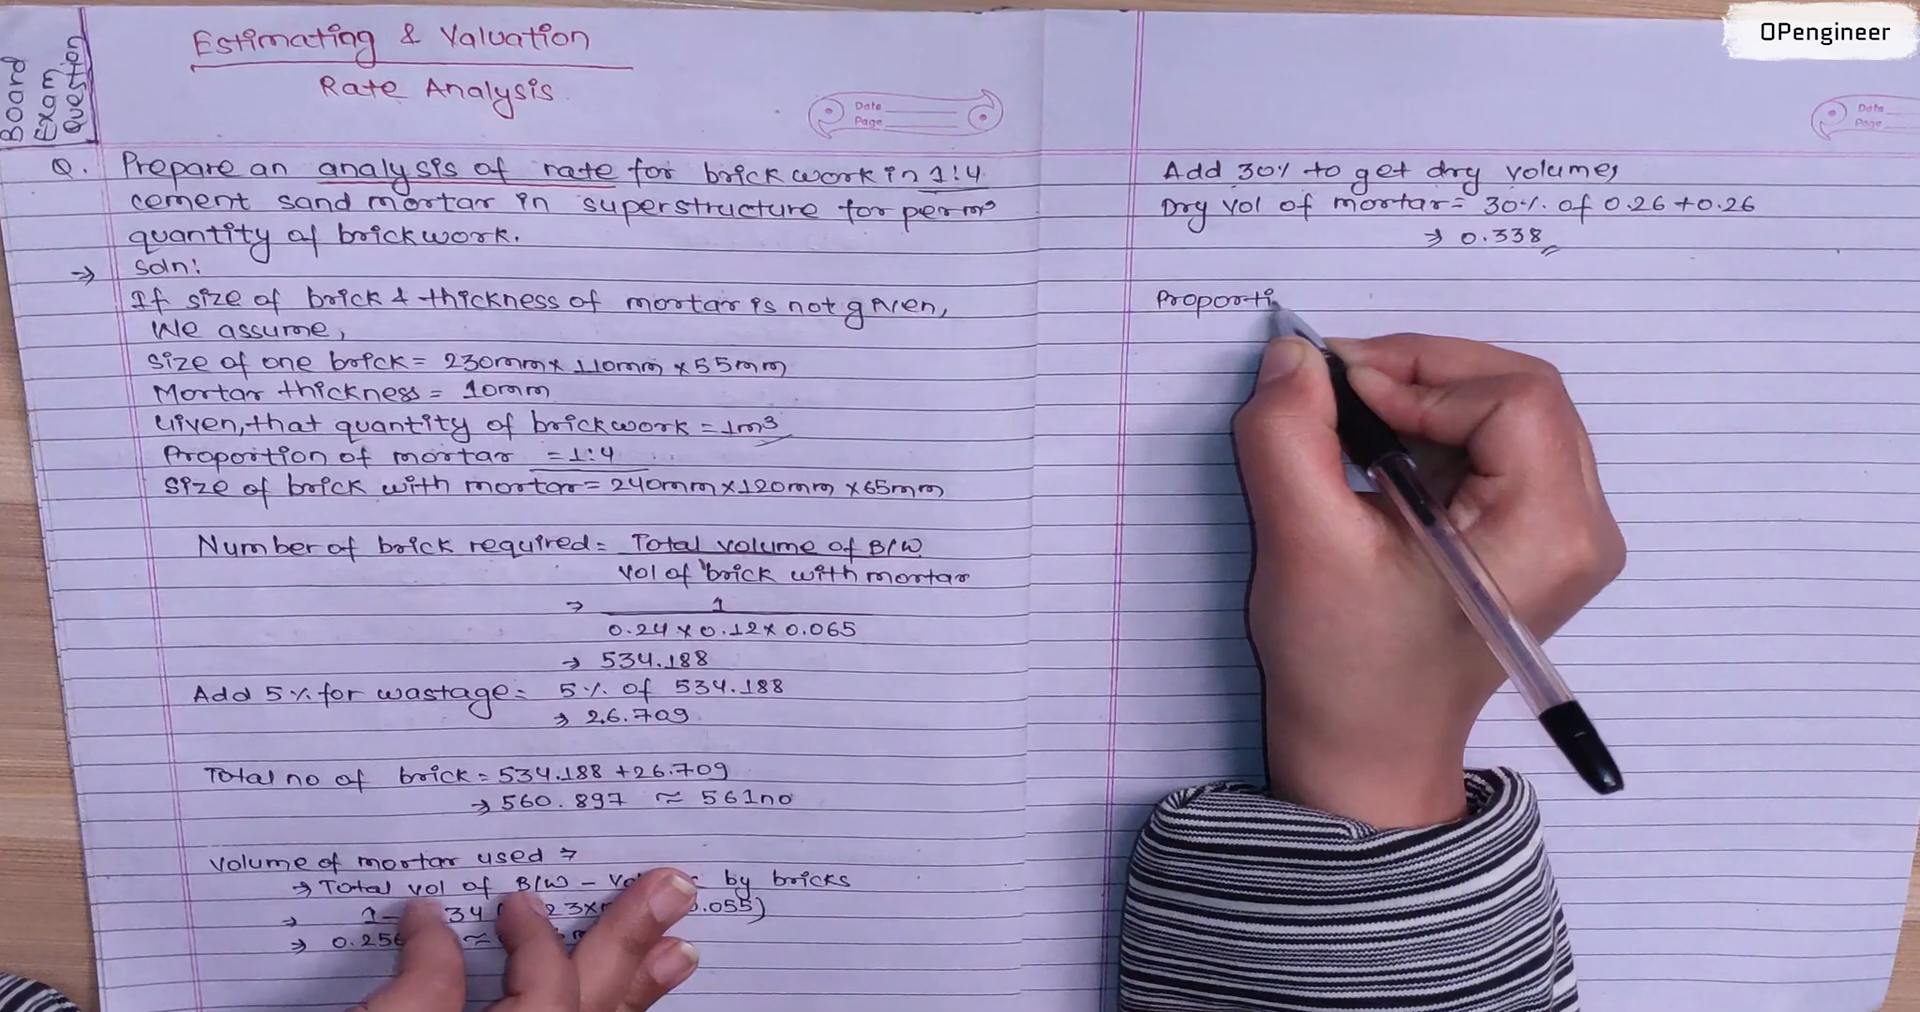 OPengineer
Board
Exam
Question
Estimating & Valuation
Rate Analysis
Date
Page
Q. Prepare an analysis of rate for brickwork in 1:4
cement sand mortar in superstructure for per m³
quantity of brickwork.
→ Soln:
If size of brick & thickness of mortar is not given,
We assume,
Size of one brick = 230mm × 110mm × 55mm
Mortar thickness = 10mm
Given, that quantity of brickwork = 1m³
Proportion of mortar = 1:4
Size of brick with mortar = 240mm × 120mm × 65mm
Number of brick required = Total volume of B/W
Vol of brick with mortar
→ 1
0.24 × 0.12 × 0.065
→ 534.188
Add 5% for wastage = 5% of 534.188
→ 26.709
Total no of brick = 534.188 + 26.709
→ 560.897 ≈ 561no
Volume of mortar used →
→ Total vol of B/W - by bricks
→ 1- 34 .055)
→ 0.256 ≈
Date
Page
Add 30% to get dry volume,
Dry vol of mortar = 30% of 0.26 + 0.26
→ 0.338
Proporti